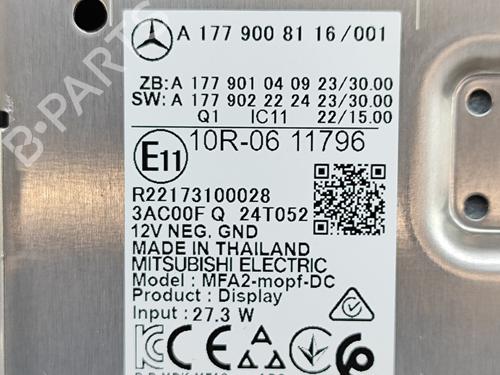 A 177 900 81 16 /001
ZB: A 177 901 04 09 23/30.00
SW: A 177 902 22 24 23/30.00
Q1 IC11 22/15.00
E11 10R-06 11796
R22173100028
3AC00F Q 24T052
12V NEG. GND
MADE IN THAILAND
MITSUBISHI ELECTRIC
Model : MFA2-mopf-DC
Product : Display
Input : 27.3 W